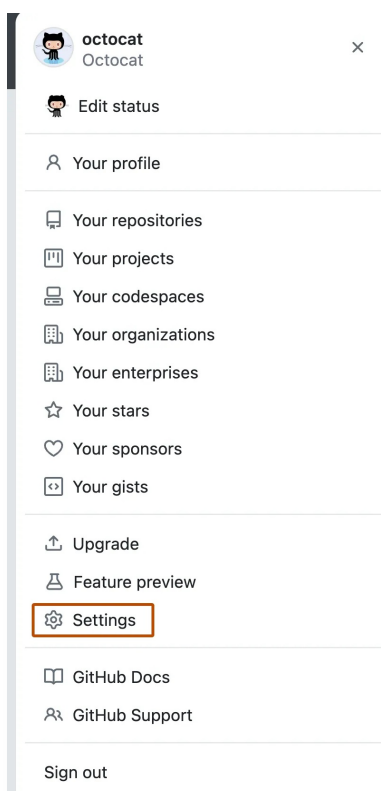 octocat
Octocat
Edit status
Your profile
Your repositories
Your projects
Your codespaces
Your organizations
Your enterprises
Your stars
Your sponsors
Your gists
Upgrade
Feature preview
Settings
GitHub Docs
GitHub Support
Sign out